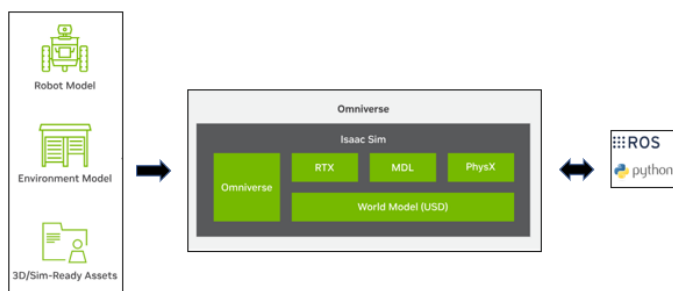 Robot Model
Environment Model
3D/Sim-Ready Assets
Omniverse
Isaac Sim
Omniverse
RTX
MDL
PhysX
World Model (USD)
ROS
python